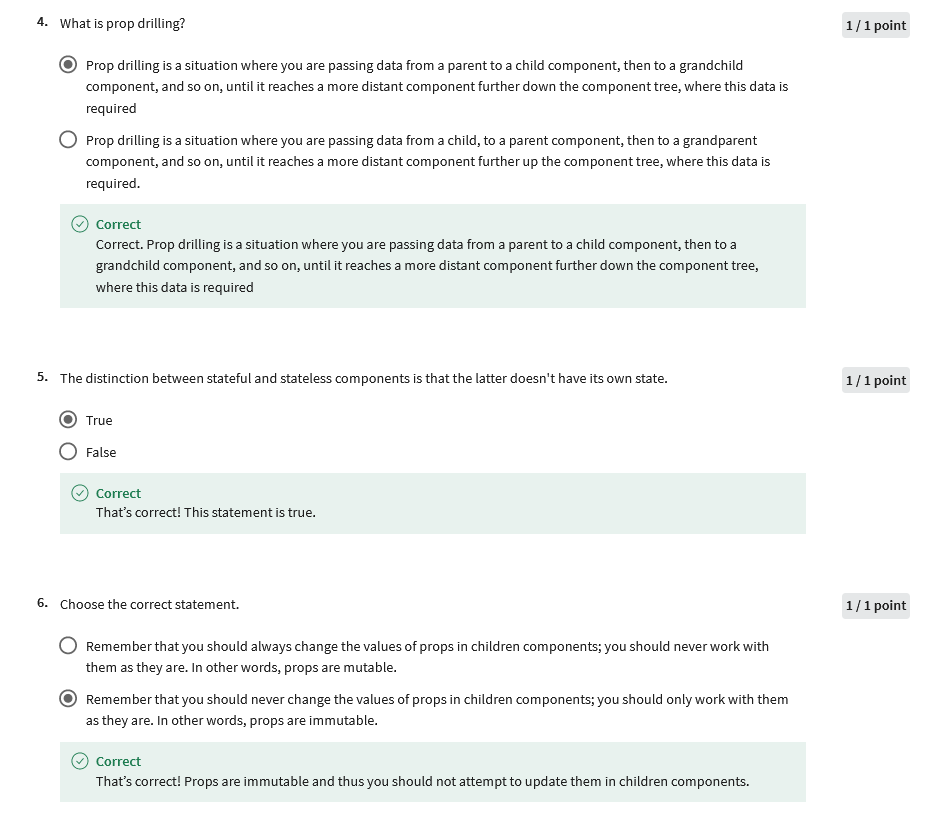 4. What is prop drilling?
1 / 1 point
Prop drilling is a situation where you are passing data from a parent to a child component, then to a grandchild
component, and so on, until it reaches a more distant component further down the component tree, where this data is
required
Prop drilling is a situation where you are passing data from a child, to a parent component, then to a grandparent
component, and so on, until it reaches a more distant component further up the component tree, where this data is
required.
Correct
Correct. Prop drilling is a situation where you are passing data from a parent to a child component, then to a
grandchild component, and so on, until it reaches a more distant component further down the component tree,
where this data is required
5. The distinction between stateful and stateless components is that the latter doesn't have its own state.
1 / 1 point
True
False
Correct
That’s correct! This statement is true.
6. Choose the correct statement.
1 / 1 point
Remember that you should always change the values of props in children components; you should never work with
them as they are. In other words, props are mutable.
Remember that you should never change the values of props in children components; you should only work with them
as they are. In other words, props are immutable.
Correct
That’s correct! Props are immutable and thus you should not attempt to update them in children components.